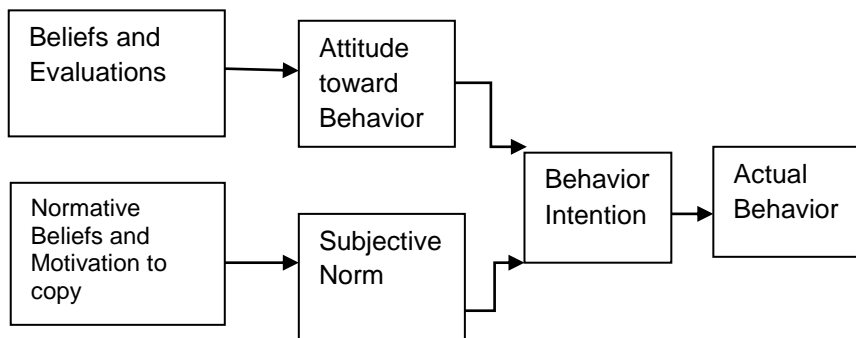 Beliefs and
Evaluations
Attitude
toward
Behavior
Normative
Beliefs and
Motivation to
copy
Subjective
Norm
Behavior
Intention
Actual
Behavior